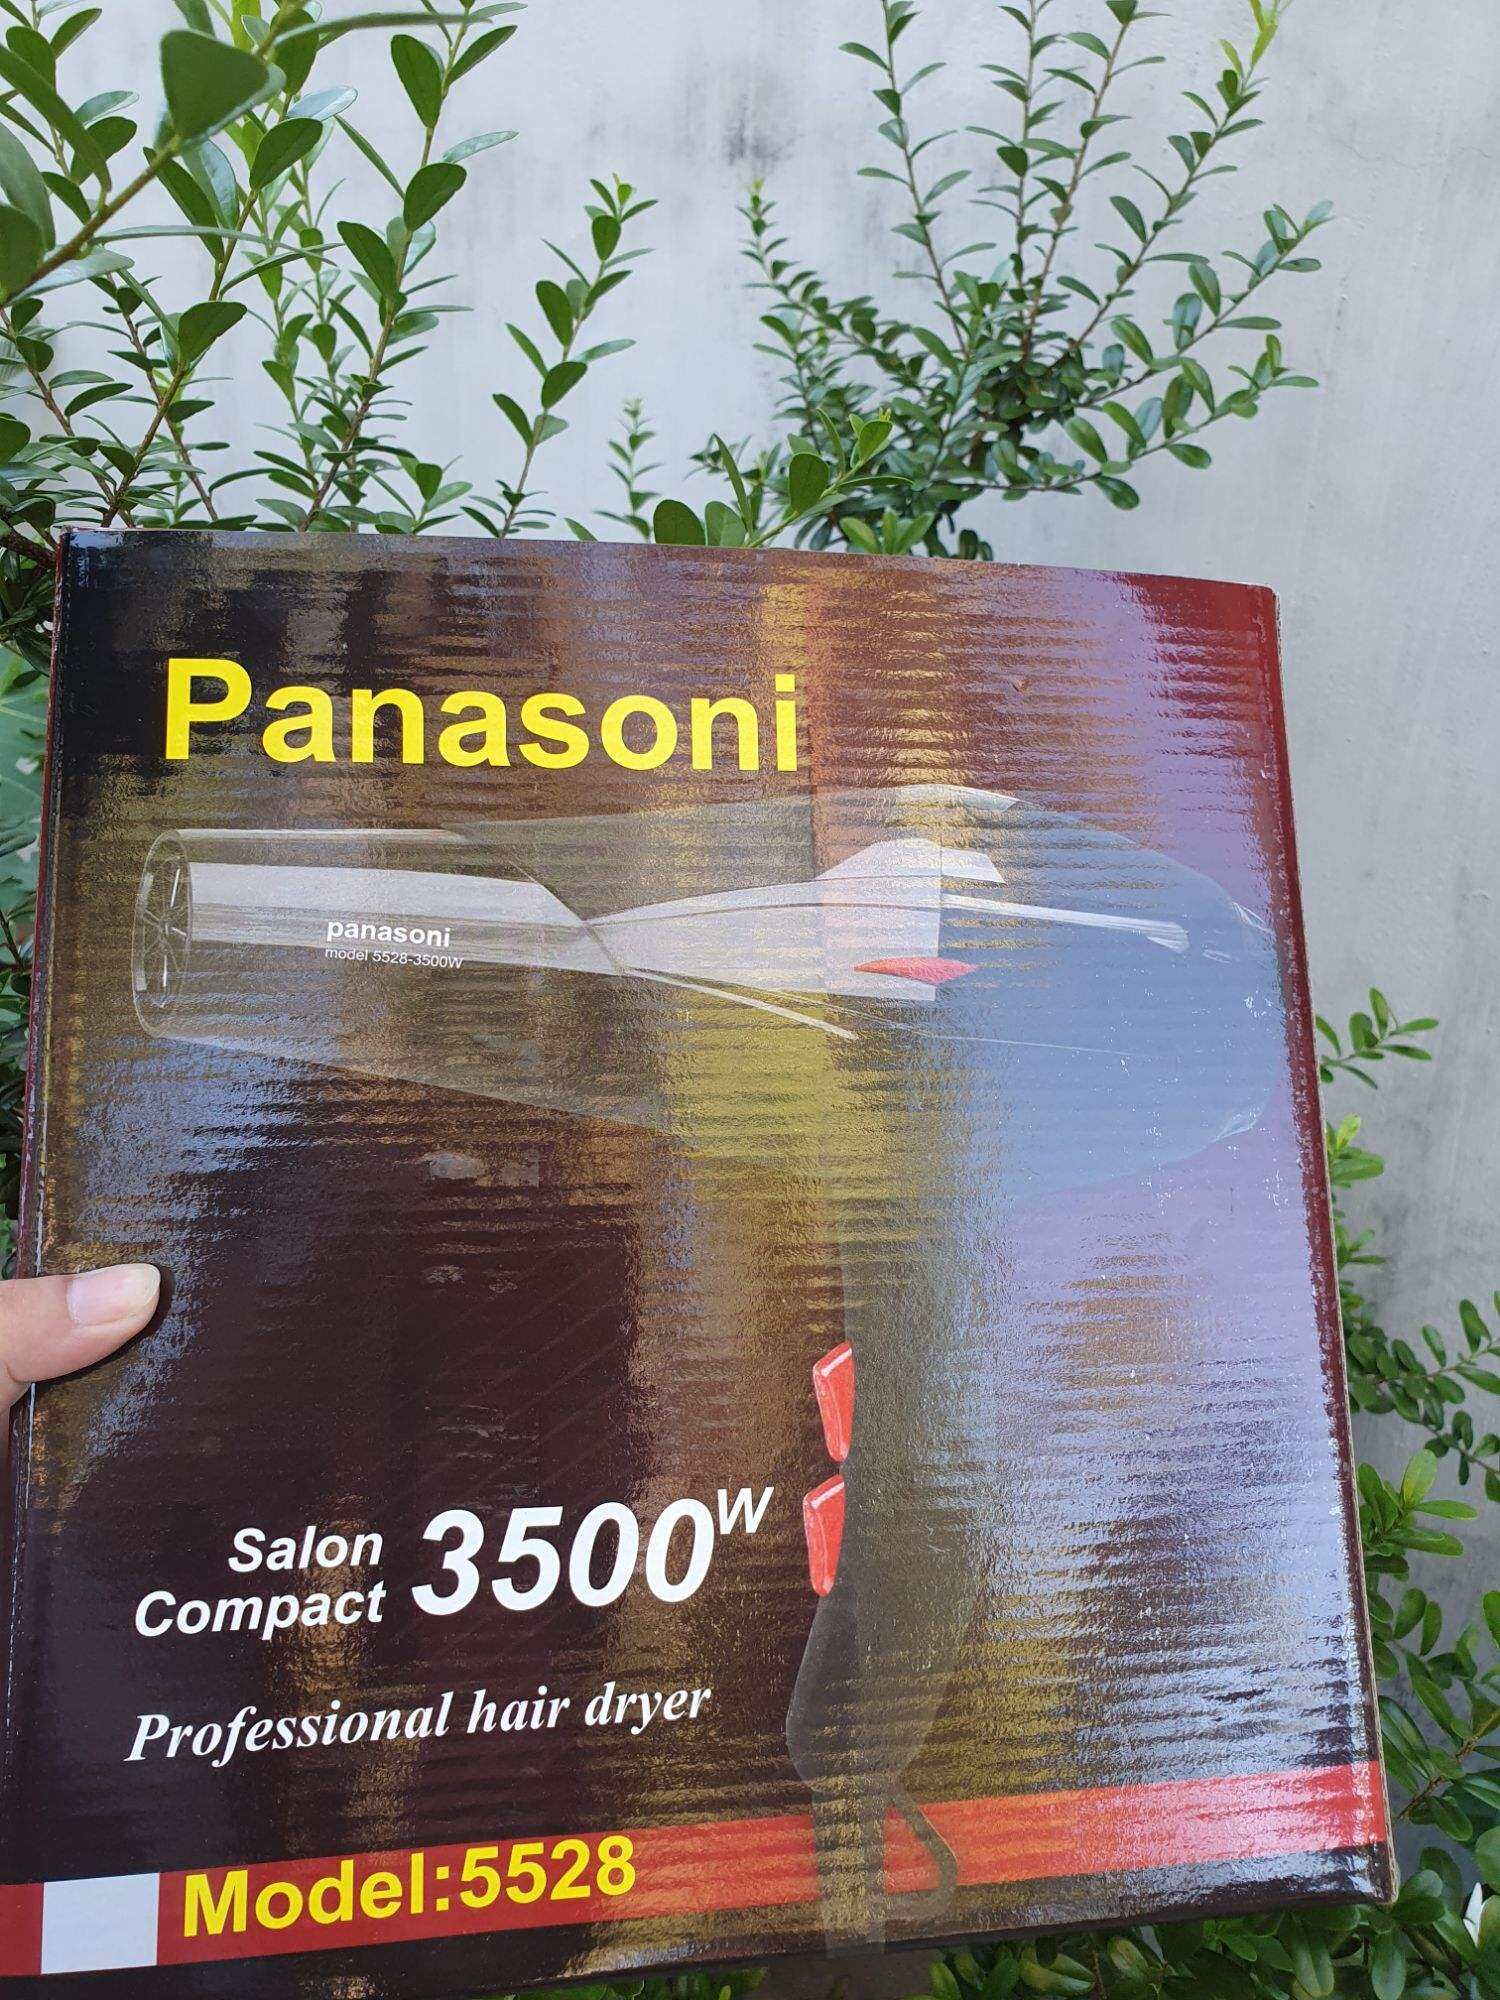 Panasoni
panasoni
model 5528-3500W
Salon
Compact 3500W
Professional hair dryer
Model:5528